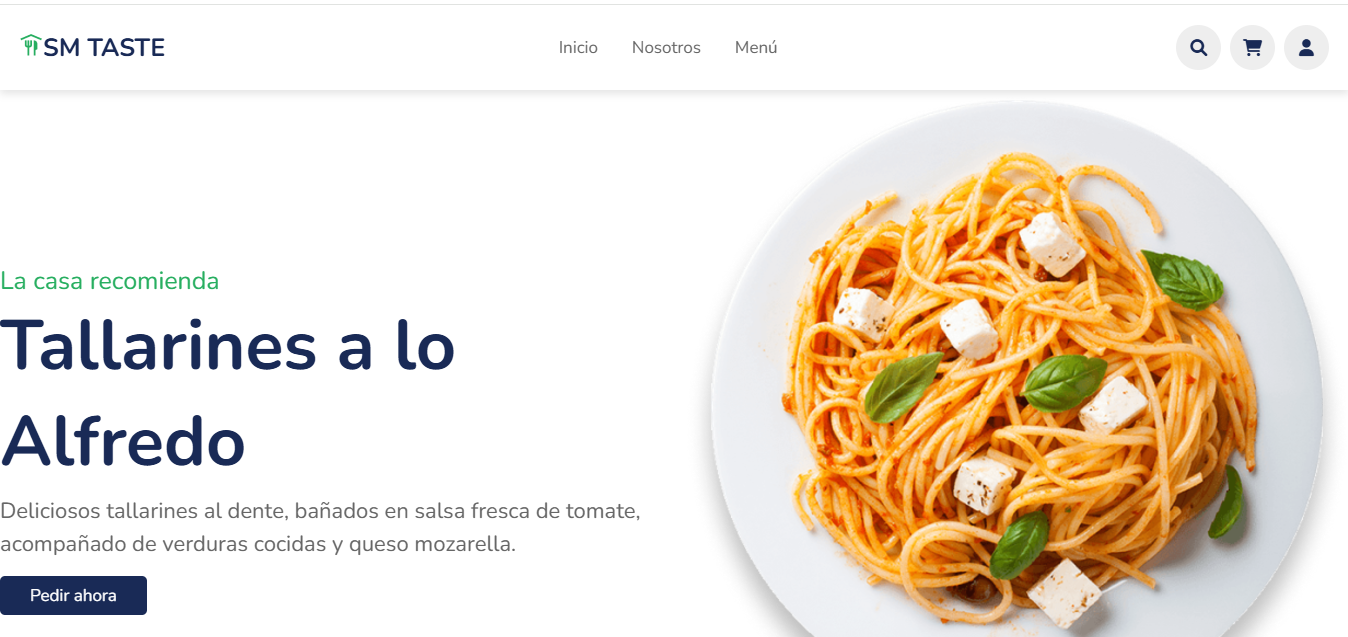 SM TASTE
Inicio
Nosotros
Menú
La casa recomienda
Tallarines a lo
Alfredo
Deliciosos tallarines al dente, bañados en salsa fresca de tomate,
acompañado de verduras cocidas y queso mozarella.
Pedir ahora